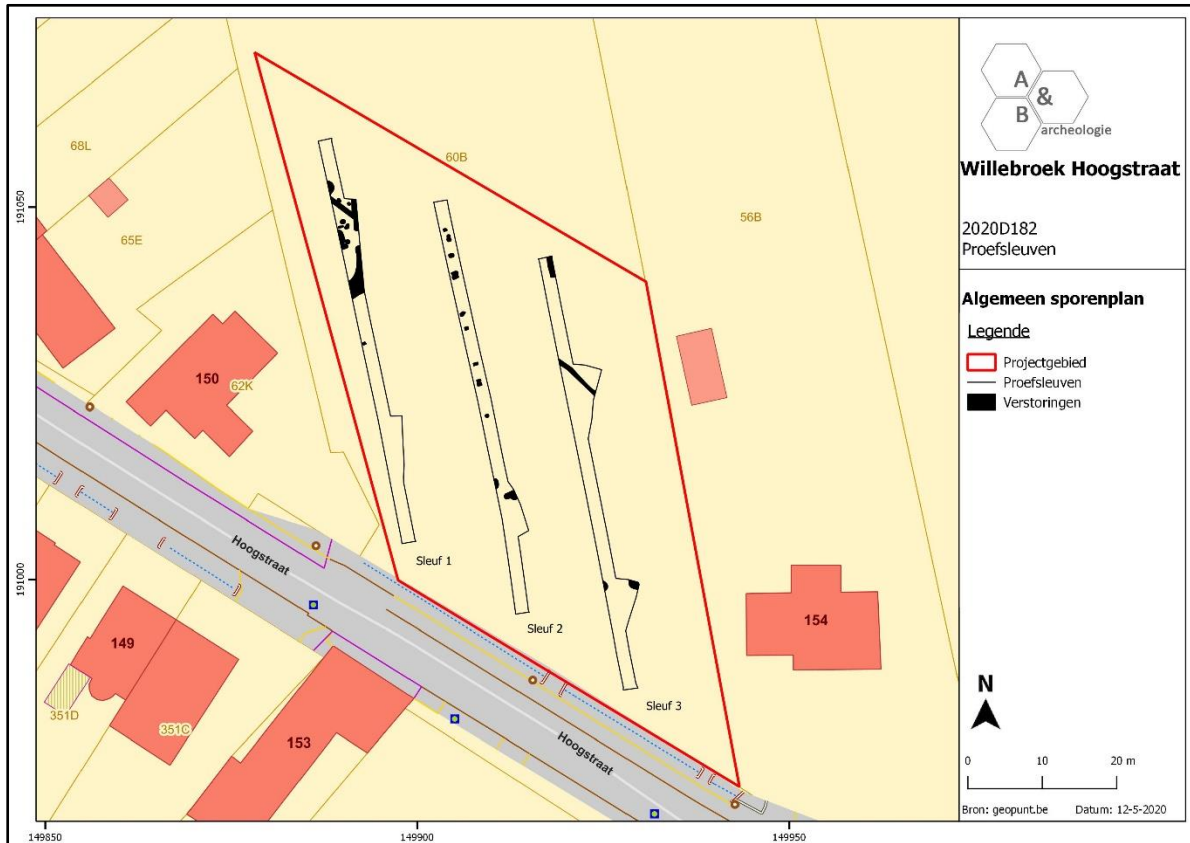 68L
65E
60B
56B
150
62K
Hoogstraat
Sleuf 1
Sleuf 2
Sleuf 3
Hoogstraat
149
351D
351C
153
154
191050
191000
149850
149900
149950
A
&
B
archeologie
Willebroek Hoogstraat
2020D182
Proefsleuven
Algemeen sporenplan
Legende
Projectgebied
Proefsleuven
Verstoringen
N
0 10 20 m
Bron: geopunt.be Datum: 12-5-2020